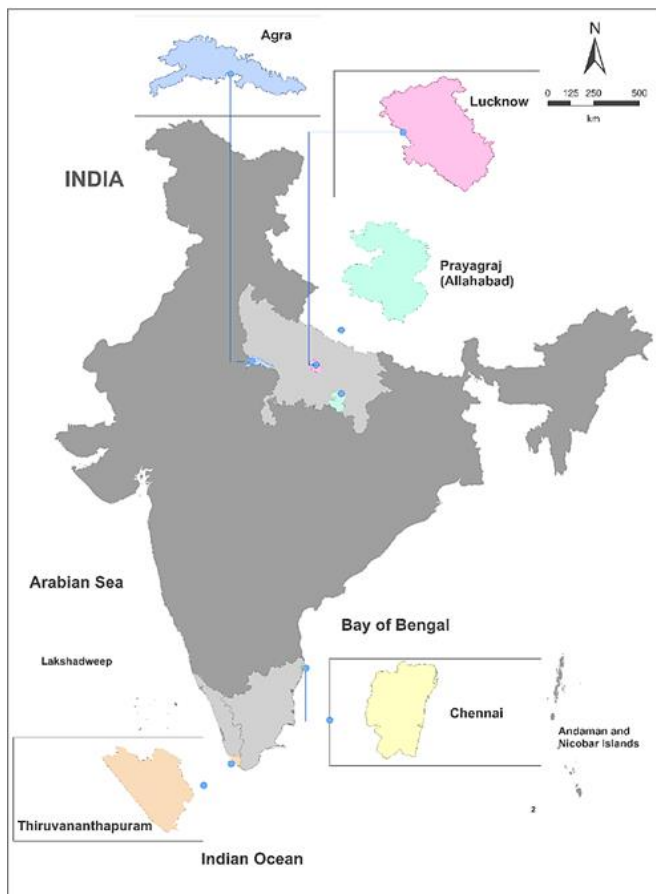 Agra
N
Lucknow
0 125 250 500
km
INDIA
Prayagraj
(Allahabad)
Arabian Sea
Bay of Bengal
Lakshadweep
Chennai
Andaman and
Nicobar Islands
Thiruvananthapuram
2
Indian Ocean